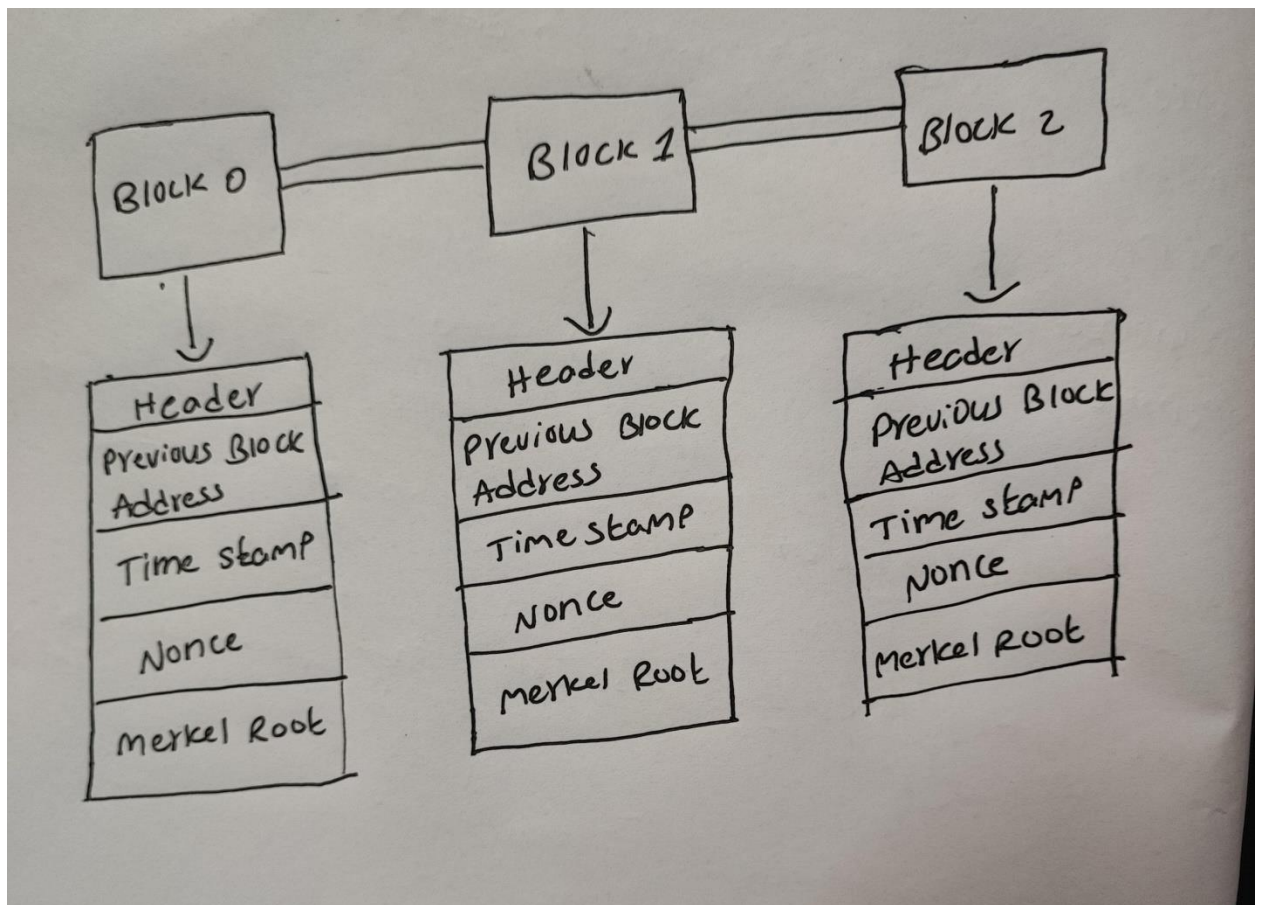 Block 0
Block 1
Block 2
Header
Previous Block
Address
Time Stamp
Nonce
Merkel Root
Header
Previous Block
Address
Time Stamp
Nonce
Merkel Root
Header
Previous Block
Address
Time Stamp
Nonce
Merkel Root